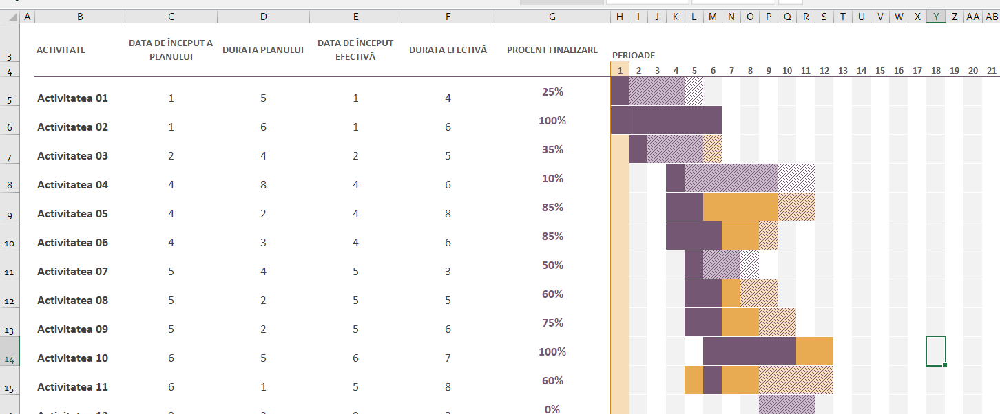 A B C D E F G H I J K L M N O P Q R S T U V W X Y Z AA AB
3 ACTIVITATE DATA DE ÎNCEPUT A PLANULUI DURATA PLANULUI DATA DE ÎNCEPUT EFECTIVĂ DURATA EFECTIVĂ PROCENT FINALIZARE PERIOADE
4 1 2 3 4 5 6 7 8 9 10 11 12 13 14 15 16 17 18 19 20 21
5 Activitatea 01 1 5 1 4 25%
6 Activitatea 02 1 6 1 6 100%
7 Activitatea 03 2 4 2 5 35%
8 Activitatea 04 4 8 4 6 10%
9 Activitatea 05 4 2 4 8 85%
10 Activitatea 06 4 3 4 6 85%
11 Activitatea 07 5 4 5 3 50%
12 Activitatea 08 5 2 5 5 60%
13 Activitatea 09 5 2 5 6 75%
14 Activitatea 10 6 5 6 7 100%
15 Activitatea 11 6 1 5 8 60%
0%